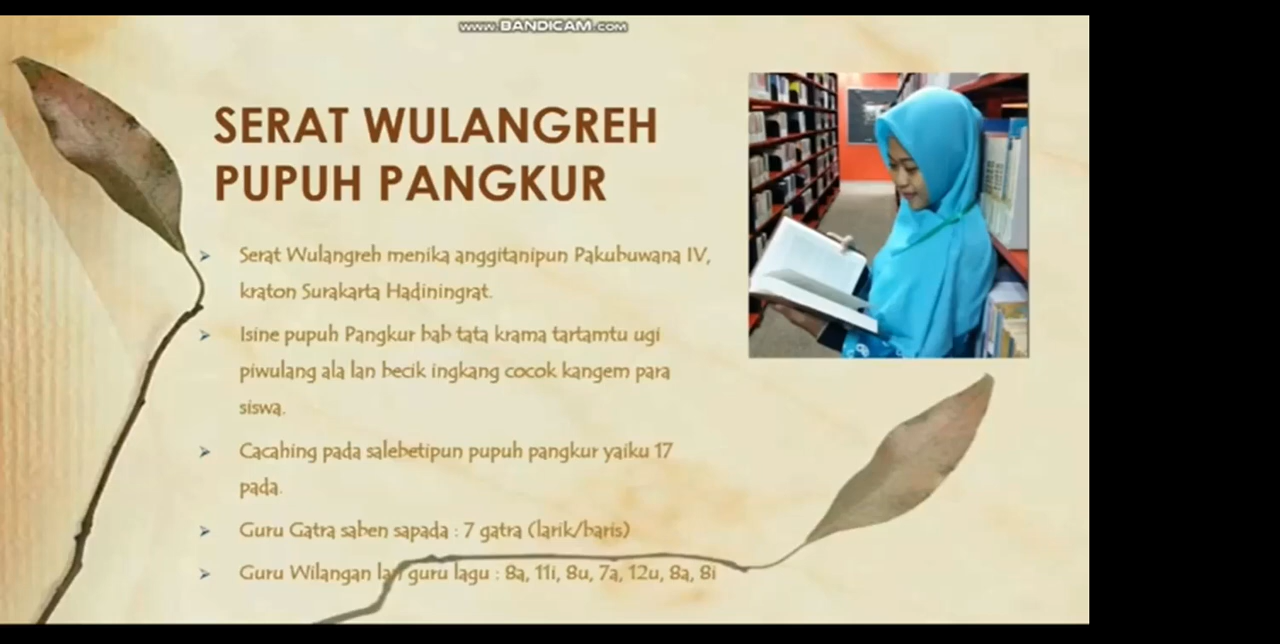 www.BANDICAM.com
SERAT WULANGREH
PUPUH PANGKUR
Serat Wulangreh menika anggitanipun Pakubuwana IV,
kraton Surakarta Hadiningrat.
Isine pupuh Pangkur bab tata krama tartamtu ugi
piwulang ala lan becik ingkang cocok kangem para
siswa.
Cacahing pada salebetipun pupuh pangkur yaiku 17
pada.
Guru Gatra saben sapada : 7 gatra (larik/baris)
Guru Wilangan lan guru lagu : 8a, 11i, 8u, 7a, 12u, 8a, 8i